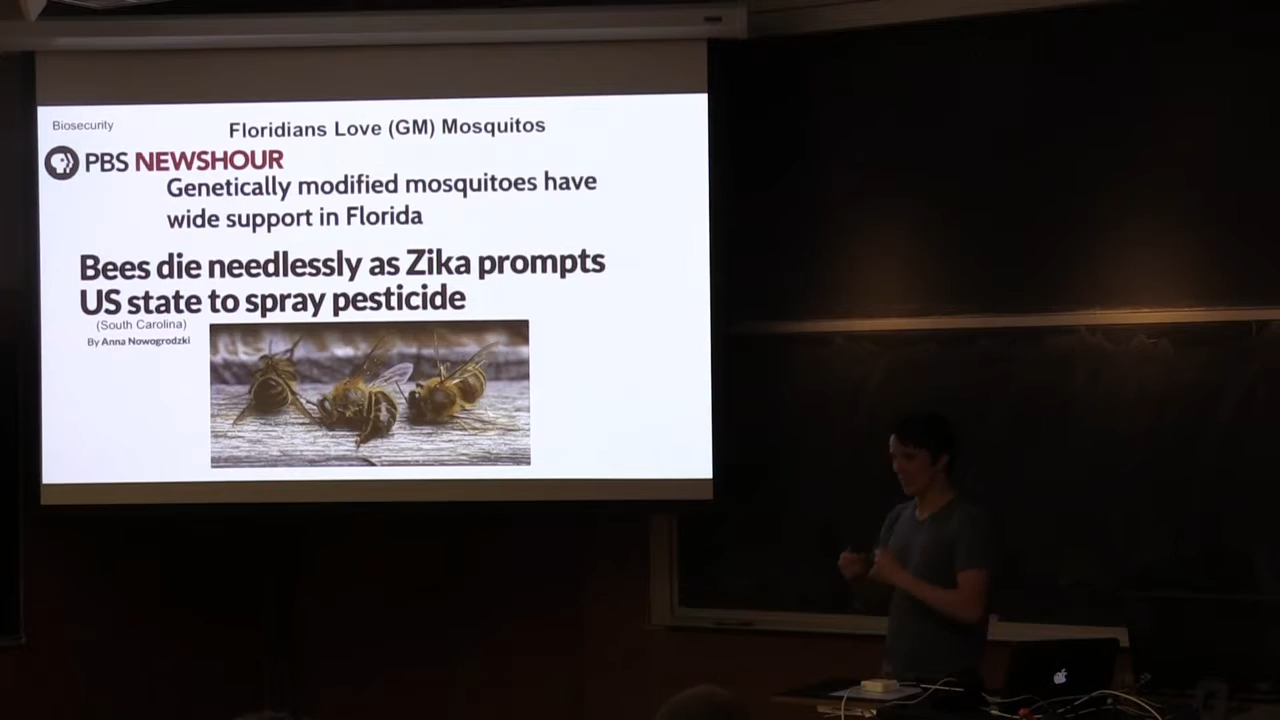 Biosecurity
Floridians Love (GM) Mosquitos
PBS NEWSHOUR
Genetically modified mosquitoes have
wide support in Florida
Bees die needlessly as Zika prompts
US state to spray pesticide
(South Carolina)
By Anna Nowogrodzki